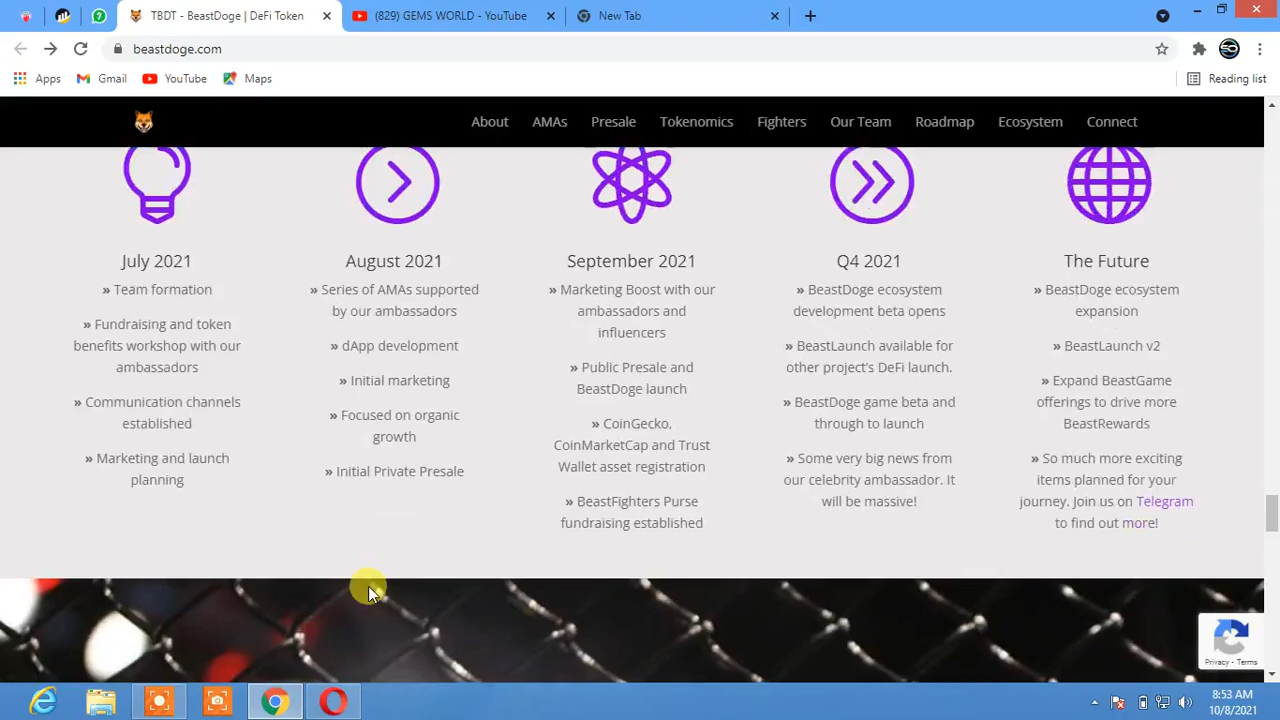 TBDT - BeastDoge | DeFi Token
(829) GEMS WORLD - YouTube
New Tab
beastdoge.com
Apps
Gmail
YouTube
Maps
Reading list
About
AMAs
Presale
Tokenomics
Fighters
Our Team
Roadmap
Ecosystem
Connect
July 2021
» Team formation
» Fundraising and token
benefits workshop with our
ambassadors
» Communication channels
established
» Marketing and launch
planning
August 2021
» Series of AMAs supported
by our ambassadors
» dApp development
» Initial marketing
» Focused on organic
growth
» Initial Private Presale
September 2021
» Marketing Boost with our
ambassadors and
influencers
» Public Presale and
BeastDoge launch
» CoinGecko,
CoinMarketCap and Trust
Wallet asset registration
» BeastFighters Purse
fundraising established
Q4 2021
» BeastDoge ecosystem
development beta opens
» BeastLaunch available for
other project's DeFi launch.
» BeastDoge game beta and
through to launch
» Some very big news from
our celebrity ambassador. It
will be massive!
The Future
» BeastDoge ecosystem
expansion
» BeastLaunch v2
» Expand BeastGame
offerings to drive more
BeastRewards
» So much more exciting
items planned for your
journey. Join us on Telegram
to find out more!
Privacy - Terms
8:53 AM
10/8/2021